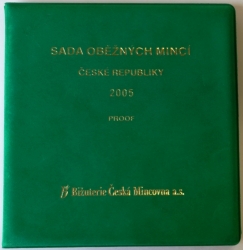 SADA OBĚŽNÝCH MINCÍ
ČESKÉ REPUBLIKY
2005
PROOF
Bižuterie Česká Mincovna a.s.